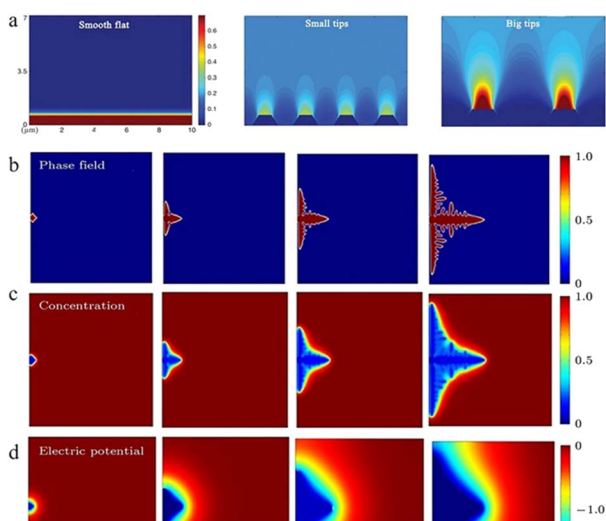 a
Smooth flat
Small tips
Big tips
7
3.5
0
(μm) 2 4 6 8 10
0.6
0.5
0.4
0.3
0.2
0.1
0
b
Phase field
1.0
0.5
0
c
Concentration
1.0
0.5
0
d
Electric potential
0
−1.0